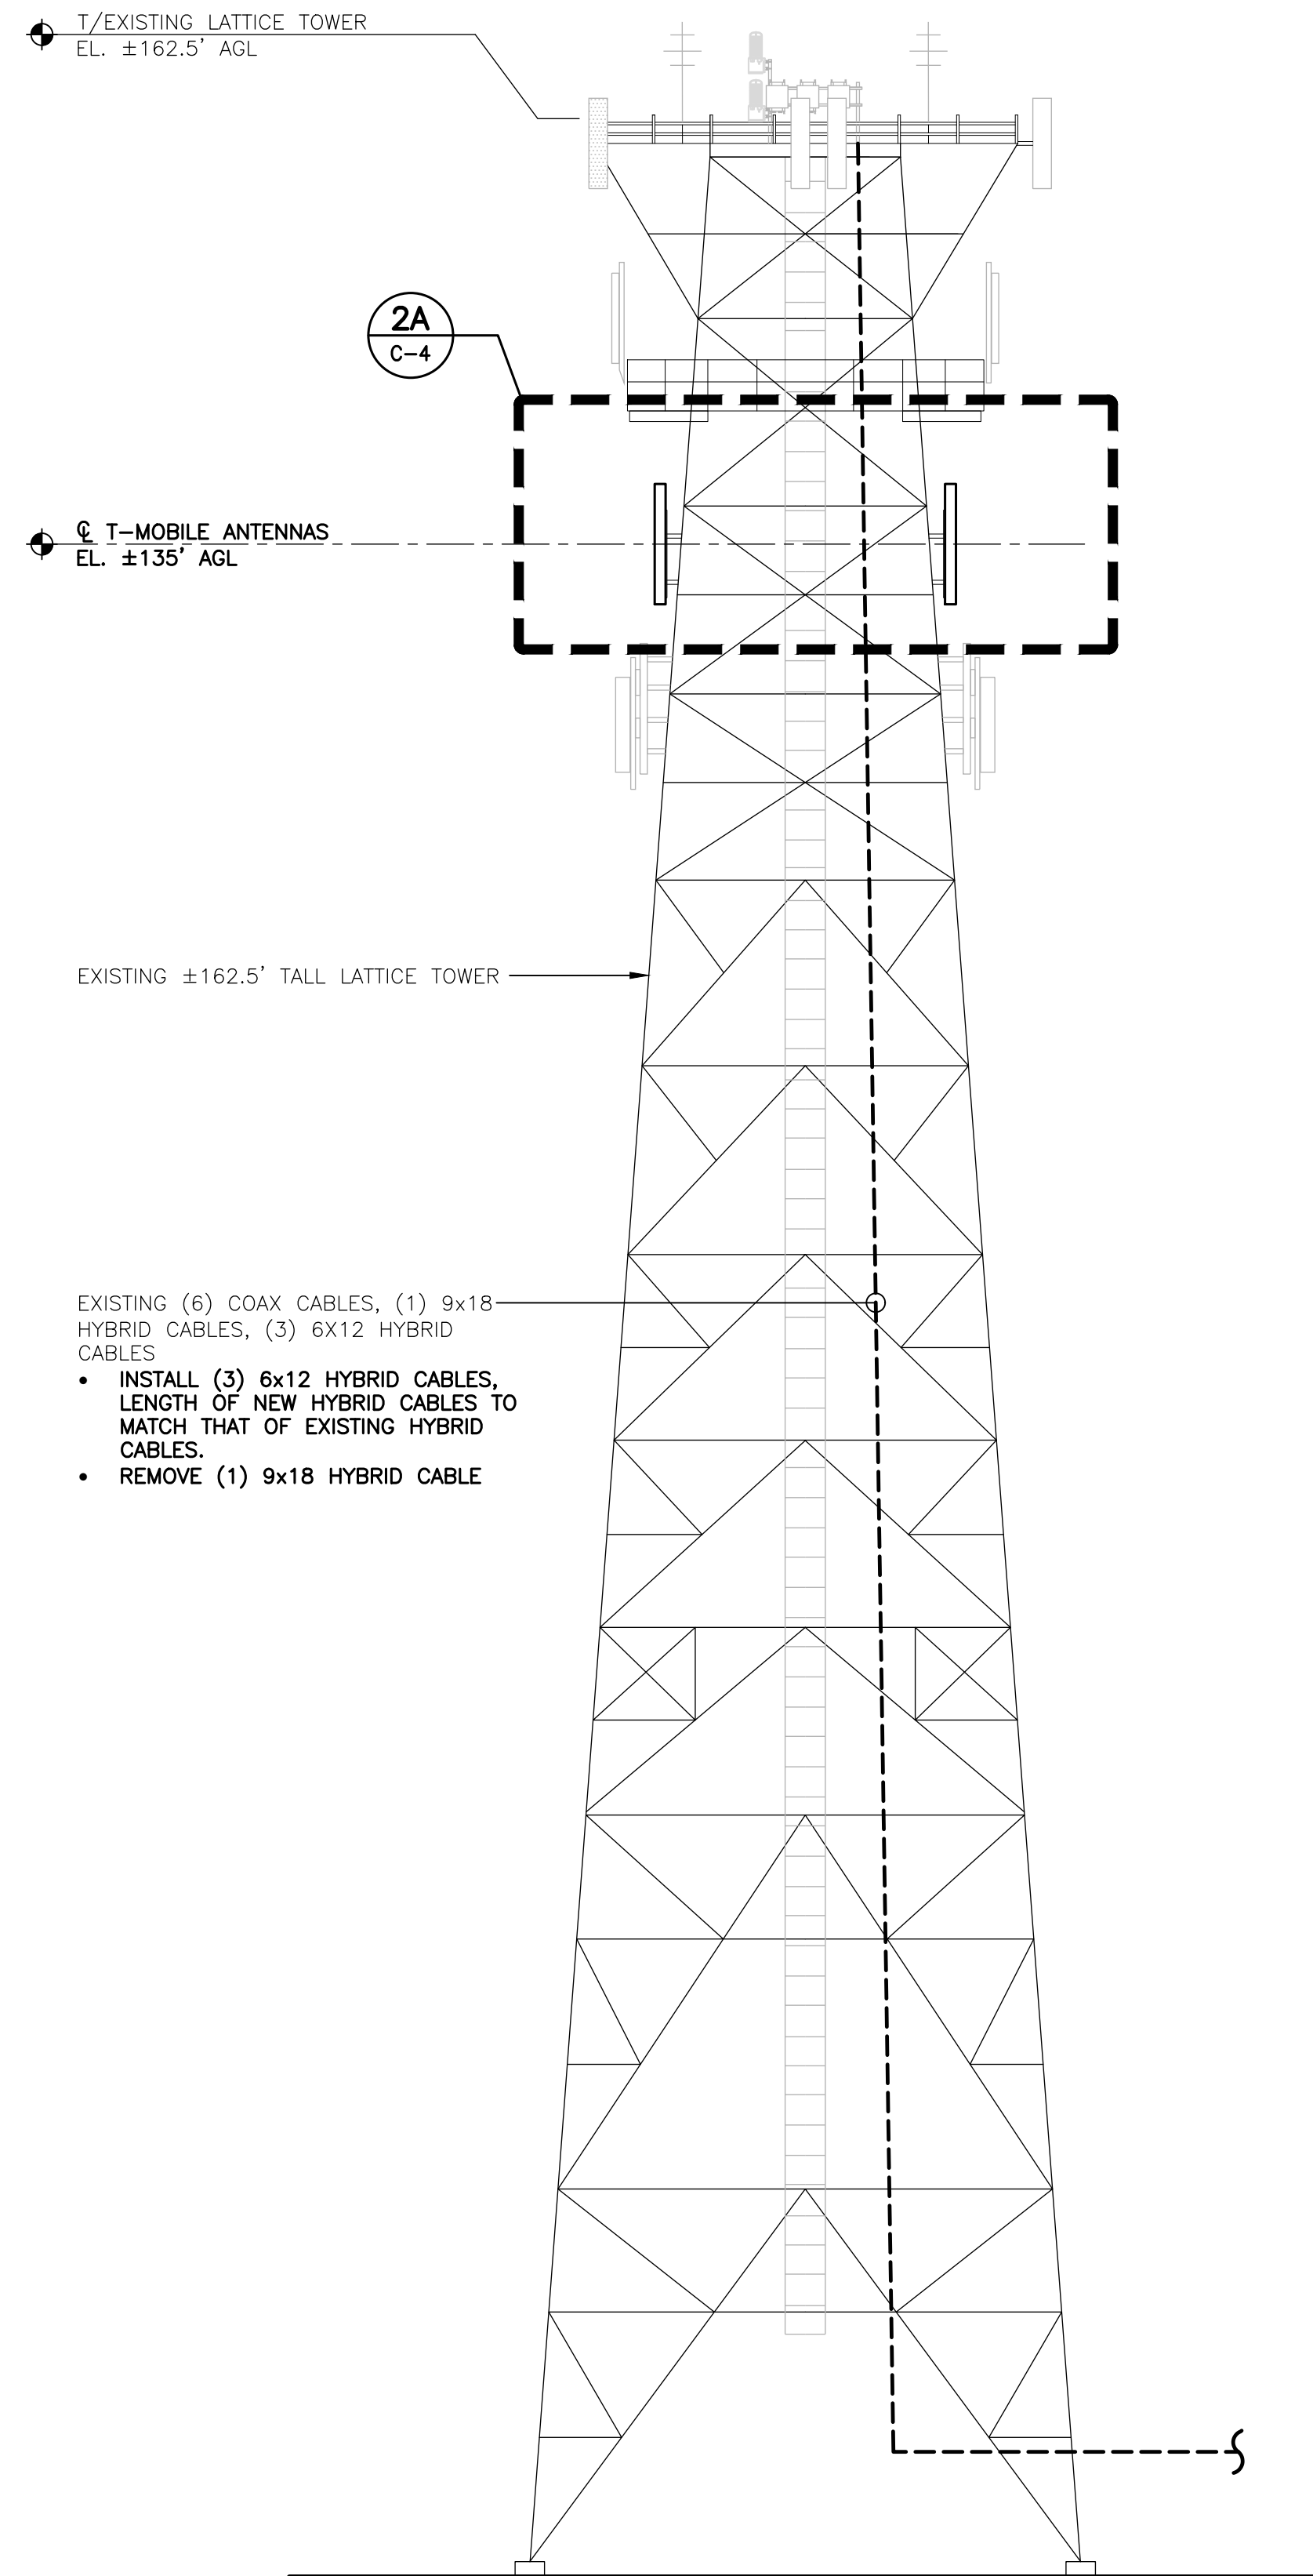 T/EXISTING LATTICE TOWER
EL. ±162.5' AGL
2A
C-4
℄ T-MOBILE ANTENNAS
EL. ±135' AGL
EXISTING ±162.5' TALL LATTICE TOWER
EXISTING (6) COAX CABLES, (1) 9x18
HYBRID CABLES, (3) 6X12 HYBRID
CABLES
• INSTALL (3) 6x12 HYBRID CABLES,
LENGTH OF NEW HYBRID CABLES TO
MATCH THAT OF EXISTING HYBRID
CABLES.
• REMOVE (1) 9x18 HYBRID CABLE